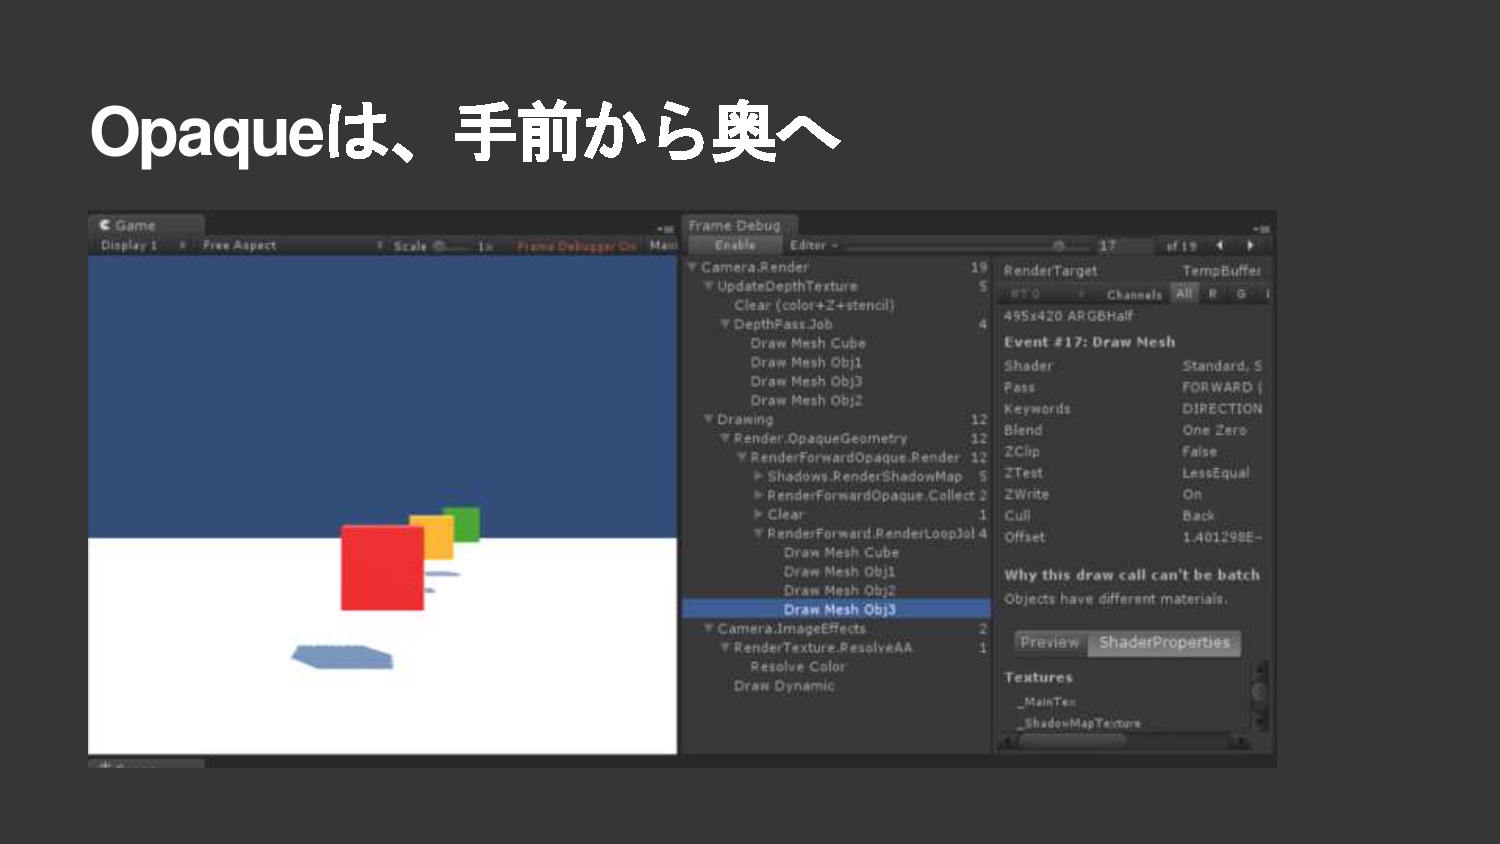 Opaqueは、手前から奥へ
Game
Display 1 Free Aspect Scale 1x Frame Debugger On
Frame Debug
Enable Editor 17 of 19
Camera.Render 19
UpdateDepthTexture 5
Clear (color+Z+stencil)
DepthPass.Job 4
Draw Mesh Cube
Draw Mesh Obj1
Draw Mesh Obj3
Draw Mesh Obj2
Drawing 12
Render.OpaqueGeometry 12
RenderForwardOpaque.Render 12
Shadows.RenderShadowMap 5
RenderForwardOpaque.Collect 2
Clear 1
RenderForward.RenderLoopJob 4
Draw Mesh Cube
Draw Mesh Obj1
Draw Mesh Obj2
Draw Mesh Obj3
Camera.ImageEffects 2
RenderTexture.ResolveAA 1
Resolve Color
Draw Dynamic
RenderTarget TempBuffer
RT 0 Channels All R G
495x420 ARGBHalf
Event #17: Draw Mesh
Shader Standard, S
Pass FORWARD (
Keywords DIRECTION
Blend One Zero
ZClip False
ZTest LessEqual
ZWrite On
Cull Back
Offset 1.401298E-
Why this draw call can't be batch
Objects have different materials.
Preview ShaderProperties
Textures
_MainTex
_ShadowMapTexture